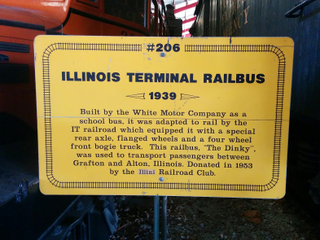 #206
ILLINOIS TERMINAL RAILBUS
1939
Built by the White Motor Company as a
school bus, it was adapted to rail by the
IT railroad which equipped it with a special
rear axle, flanged wheels and a four wheel
front bogie truck. This railbus, "The Dinky",
was used to transport passengers between
Grafton and Alton, Illinois. Donated in 1953
by the Illini Railroad Club.